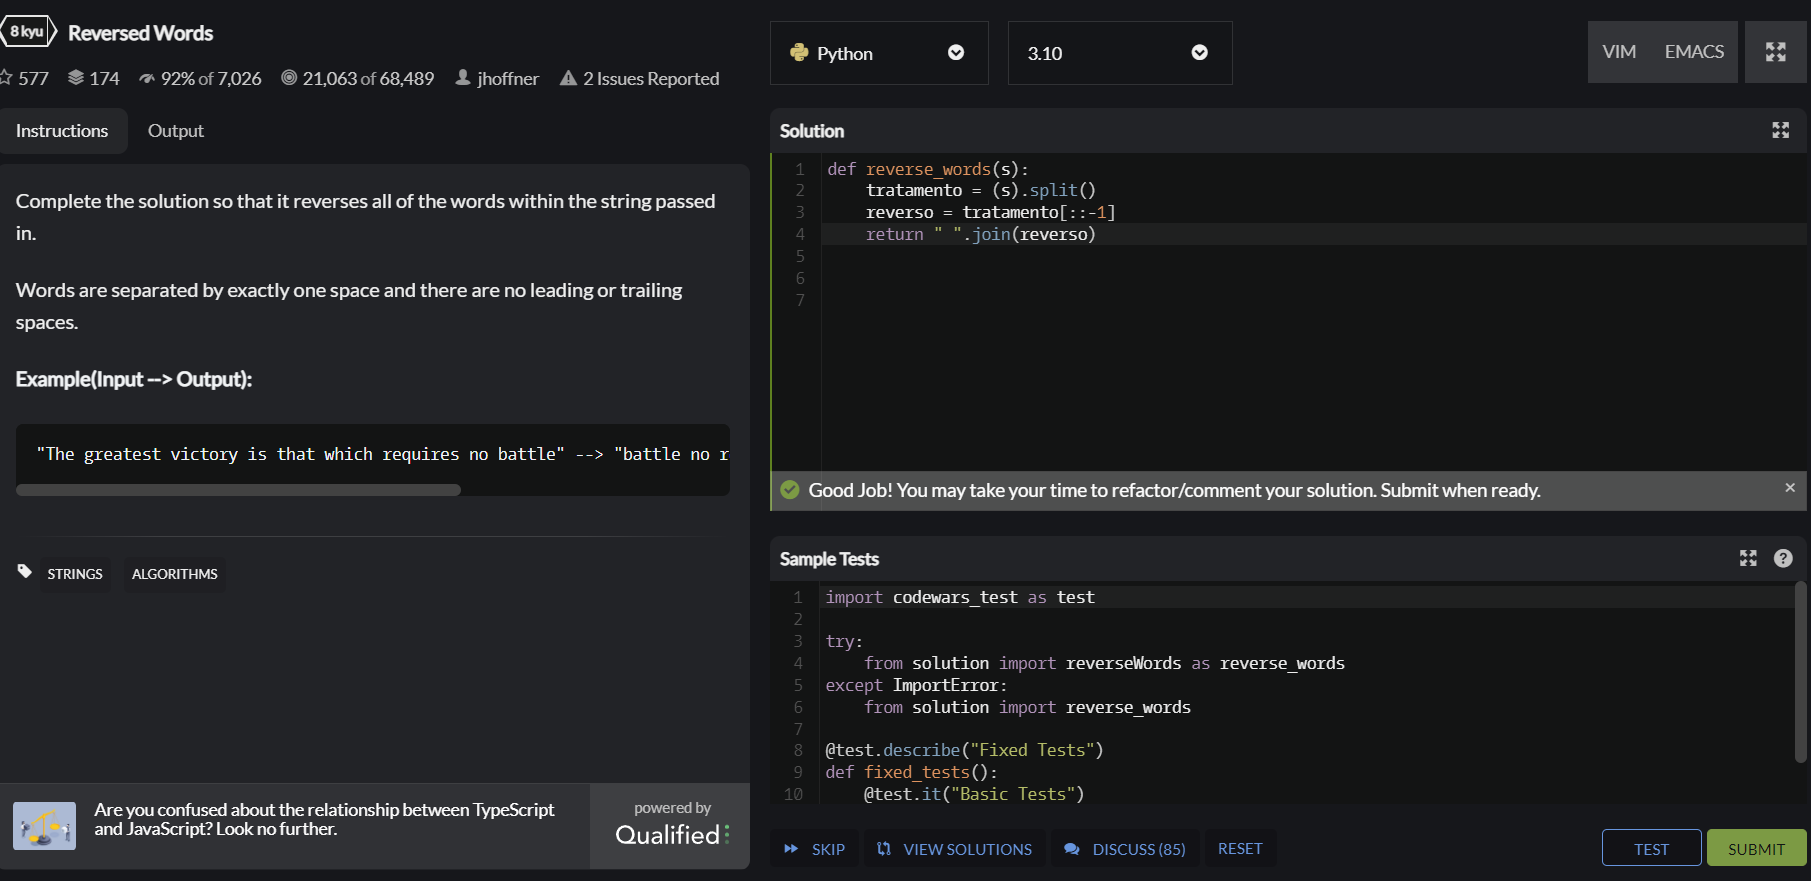 8 kyu
Reversed Words
577 174 92% of 7,026 21,063 of 68,489 jhoffner 2 Issues Reported
Instructions Output
Complete the solution so that it reverses all of the words within the string passed
in.
Words are separated by exactly one space and there are no leading or trailing
spaces.
Example(Input --> Output):
"The greatest victory is that which requires no battle" --> "battle no r
STRINGS ALGORITHMS
Are you confused about the relationship between TypeScript
and JavaScript? Look no further.
powered by
Qualified
Python 3.10 VIM EMACS
Solution
1 def reverse_words(s):
2     tratamento = (s).split()
3     reverso = tratamento[::-1]
4     return " ".join(reverso)
5
6
7
Good Job! You may take your time to refactor/comment your solution. Submit when ready.
Sample Tests
1 import codewars_test as test
2
3 try:
4     from solution import reverseWords as reverse_words
5 except ImportError:
6     from solution import reverse_words
7
8 @test.describe("Fixed Tests")
9 def fixed_tests():
10     @test.it("Basic Tests")
SKIP VIEW SOLUTIONS DISCUSS (85) RESET TEST SUBMIT